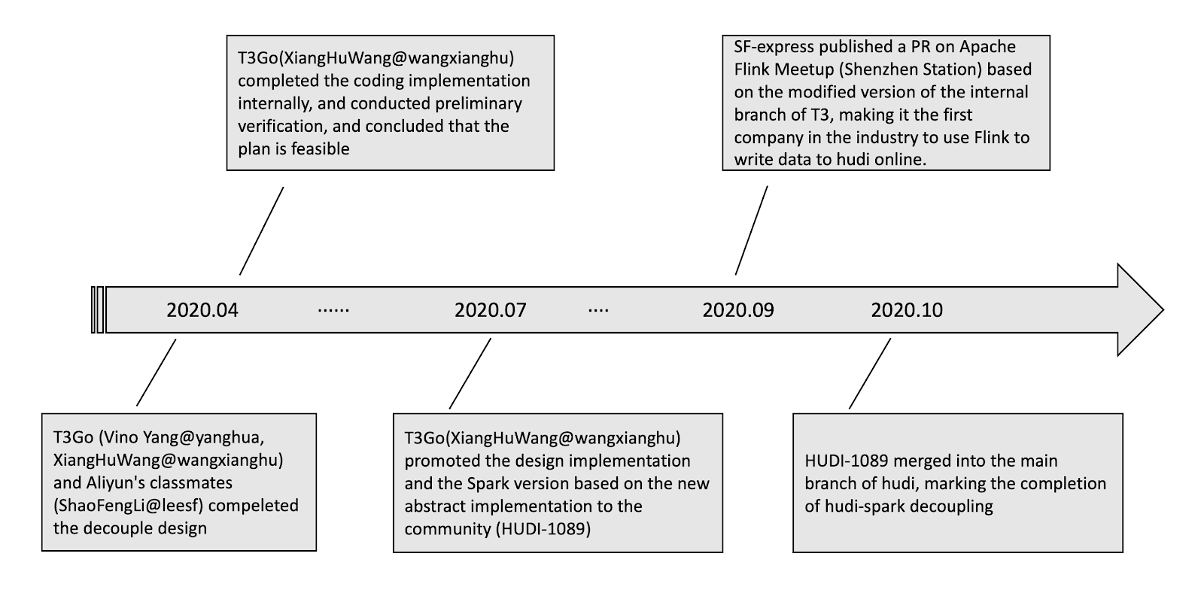 T3Go(XiangHuWang@wangxianghu)
completed the coding implementation
internally, and conducted preliminary
verification, and concluded that the
plan is feasible
SF-express published a PR on Apache
Flink Meetup (Shenzhen Station) based
on the modified version of the internal
branch of T3, making it the first
company in the industry to use Flink to
write data to hudi online.
2020.04 ...... 2020.07 .... 2020.09 2020.10
T3Go (Vino Yang@yanghua,
XiangHuWang@wangxianghu)
and Aliyun's classmates
(ShaoFengLi@leesf) compeleted
the decouple design
T3Go(XiangHuWang@wangxianghu)
promoted the design implementation
and the Spark version based on the new
abstract implementation to the
community (HUDI-1089)
HUDI-1089 merged into the main
branch of hudi, marking the completion
of hudi-spark decoupling